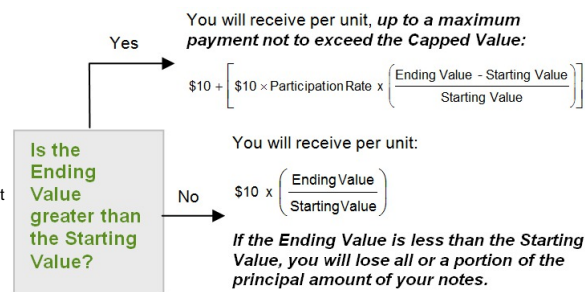 You will receive per unit, up to a maximum
payment not to exceed the Capped Value:
Yes
$10 + [ $10 × Participation Rate x ( Ending Value - Starting Value
Starting Value ) ]
Is the
Ending
Value
greater than
the Starting
Value?
t
No
You will receive per unit:
$10 x ( Ending Value
Starting Value )
If the Ending Value is less than the Starting
Value, you will lose all or a portion of the
principal amount of your notes.